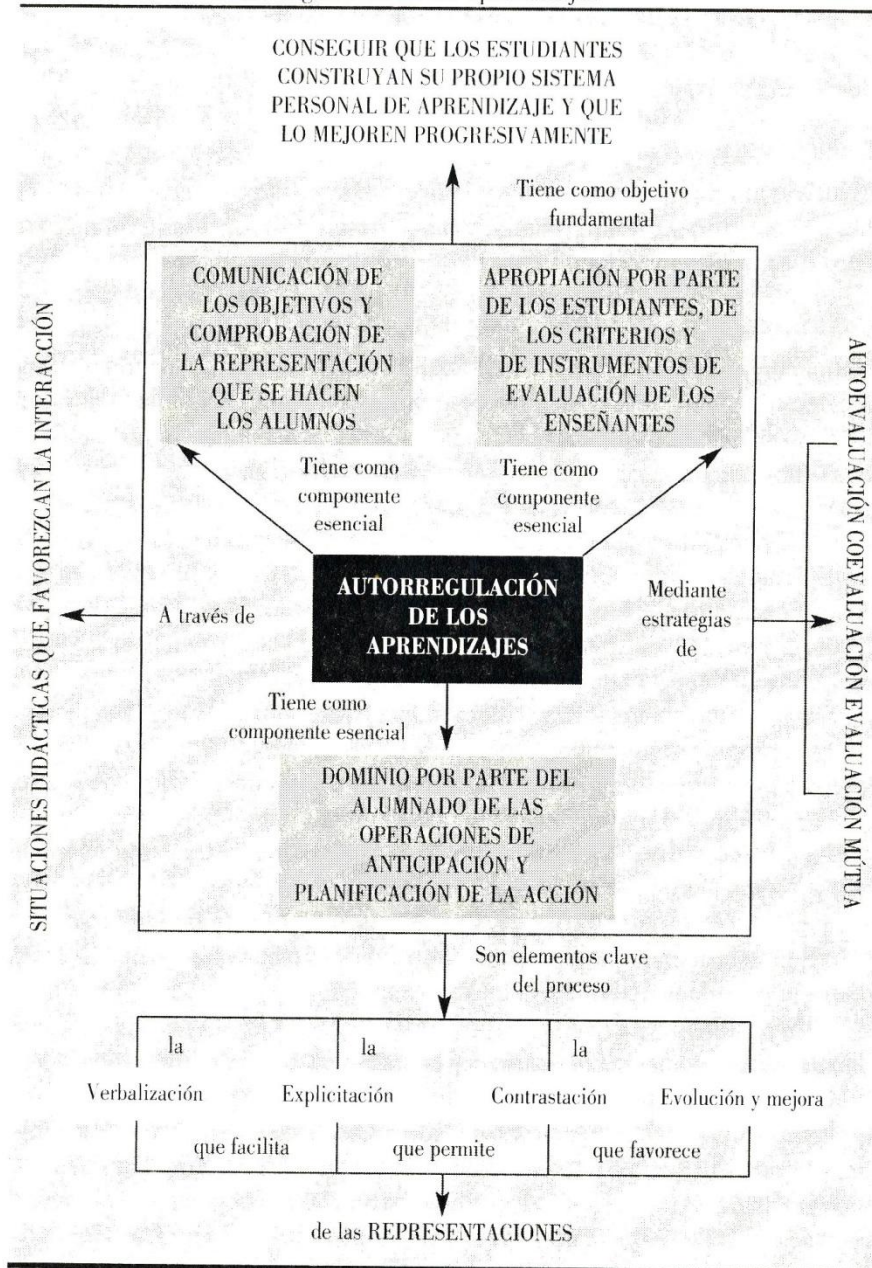 CONSEGUIR QUE LOS ESTUDIANTES
CONSTRUYAN SU PROPIO SISTEMA
PERSONAL DE APRENDIZAJE Y QUE
LO MEJOREN PROGRESIVAMENTE
Tiene como objetivo
fundamental
COMUNICACIÓN DE
LOS OBJETIVOS Y
COMPROBACIÓN DE
LA REPRESENTACIÓN
QUE SE HACEN
LOS ALUMNOS
APROPIACIÓN POR PARTE
DE LOS ESTUDIANTES, DE
LOS CRITERIOS Y
DE INSTRUMENTOS DE
EVALUACIÓN DE LOS
ENSEÑANTES
Tiene como
componente
esencial
Tiene como
componente
esencial
SITUACIONES DIDÁCTICAS QUE FAVOREZCAN LA INTERACCIÓN
A través de
AUTORREGULACIÓN
DE LOS
APRENDIZAJES
Mediante
estrategias
de
AUTOEVALUACIÓN COEVALUACIÓN EVALUACIÓN MÚTUA
Tiene como
componente esencial
DOMINIO POR PARTE DEL
ALUMNADO DE LAS
OPERACIONES DE
ANTICIPACIÓN Y
PLANIFICACIÓN DE LA ACCIÓN
Son elementos clave
del proceso
la
la
la
Verbalización
Explicitación
Contrastación
Evolución y mejora
que facilita
que permite
que favorece
de las REPRESENTACIONES